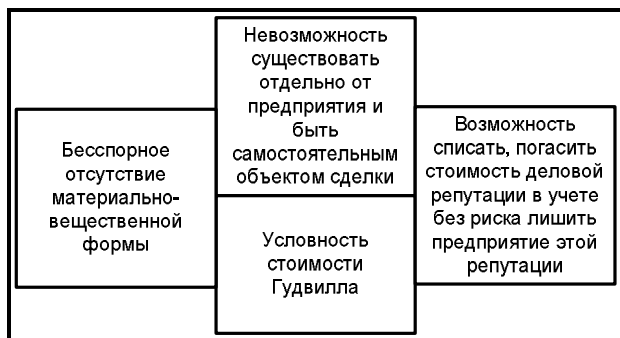 Бесспорное
отсутствие
материально-
вещественной
формы
Невозможность
существовать
отдельно от
предприятия и
быть
самостоятельным
объектом сделки
Условность
стоимости
Гудвилла
Возможность
списать, погасить
стоимость деловой
репутации в учете
без риска лишить
предприятие этой
репутации